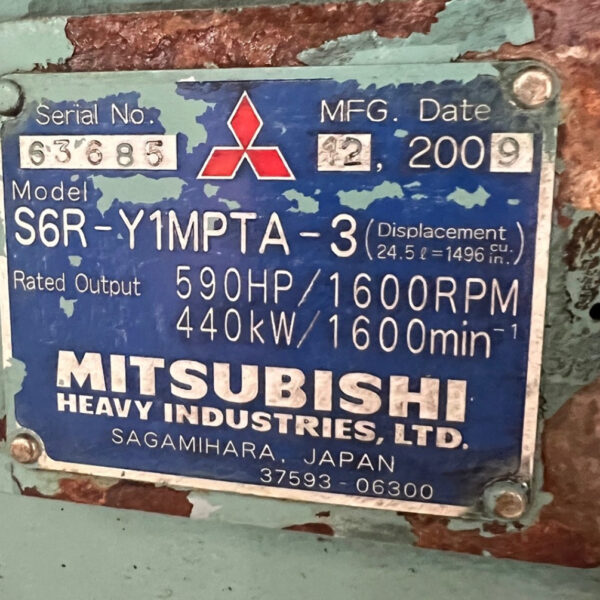 Serial No. MFG. Date
63685 12, 2009
Model
S6R-Y1MPTA-3 (Displacement 24.5ℓ=1496 cu. in.)
Rated Output 590HP/1600RPM
440kW/1600min⁻¹
MITSUBISHI
HEAVY INDUSTRIES, LTD.
SAGAMIHARA, JAPAN
37593-06300